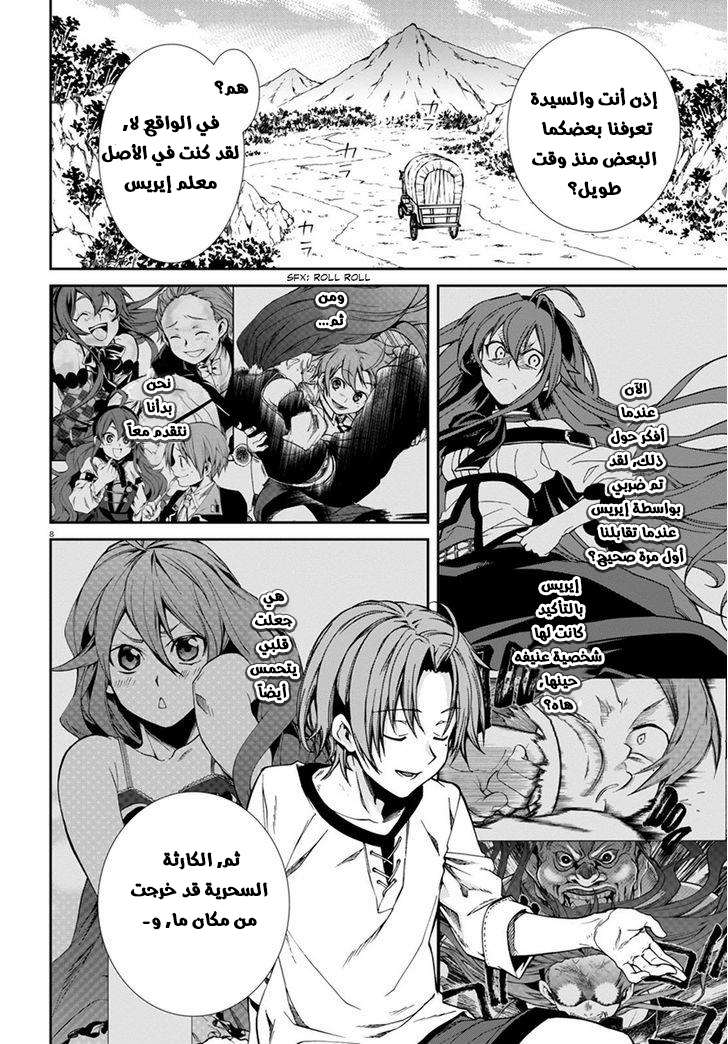 إذن أنت والسيدة
تعرفنا بعضكما
البعض منذ وقت
طويل؟
هم؟
في الواقع لا,
لقد كنت في الأصل
معلم إيريس
SFX: ROLL ROLL
الآن
عندما
أفكر حول
ذلك, لقد
تم ضربي
بواسطة إيريس
عندما تقابلنا
أول مرة صحيح؟
إيريس
بالتأكيد
كانت لها
شخصية عنيفه
حينها,
هاه؟
ومن
ثم...
نحن
بدأنا
نتقدم معاً
8
هي
جعلت
قلبي
يتحمس
أيضاً
ثم, الكارثة
السحرية قد خرجت
من مكان ما, و-